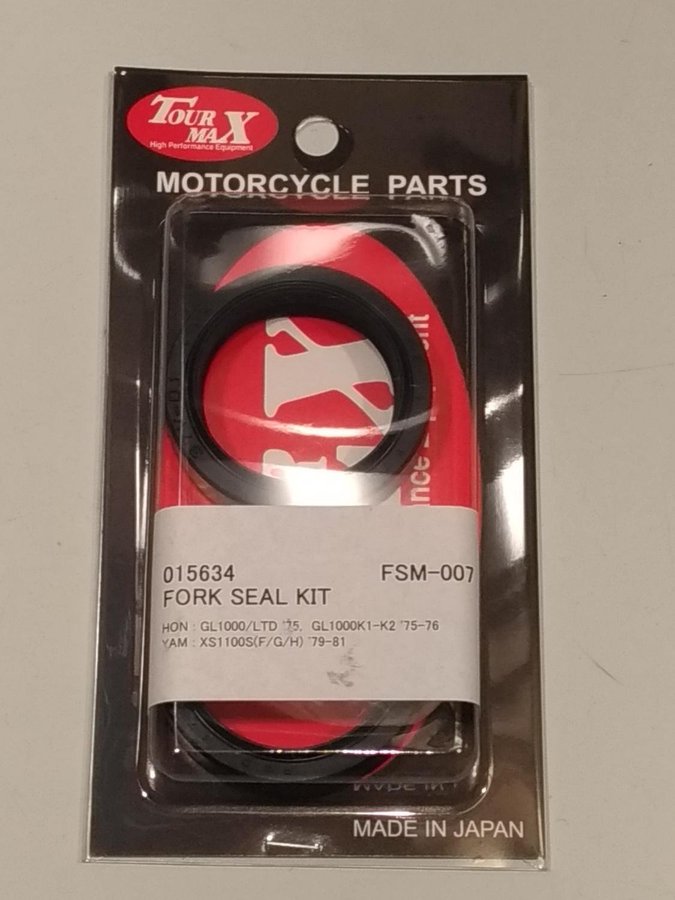 TOUR MAX
High Performance Equipment
MOTORCYCLE PARTS
015634 FSM-007
FORK SEAL KIT
HON : GL1000/LTD '75, GL1000K1-K2 '75-76
YAM : XS1100S(F/G/H) '79-81
MADE IN JAPAN